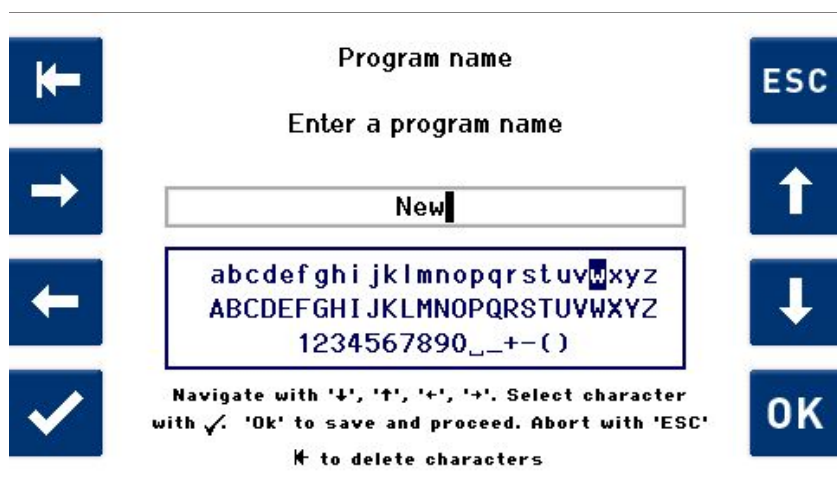 Program name
ESC
Enter a program name
New
abcdefghijklmnopqrstuvwxyz
ABCDEFGHIJKLMNOPQRSTUVWXYZ
1234567890␣_+-()
Navigate with '↓', '↑', '←', '→'. Select character
with ✓. 'Ok' to save and proceed. Abort with 'ESC'
OK
to delete characters